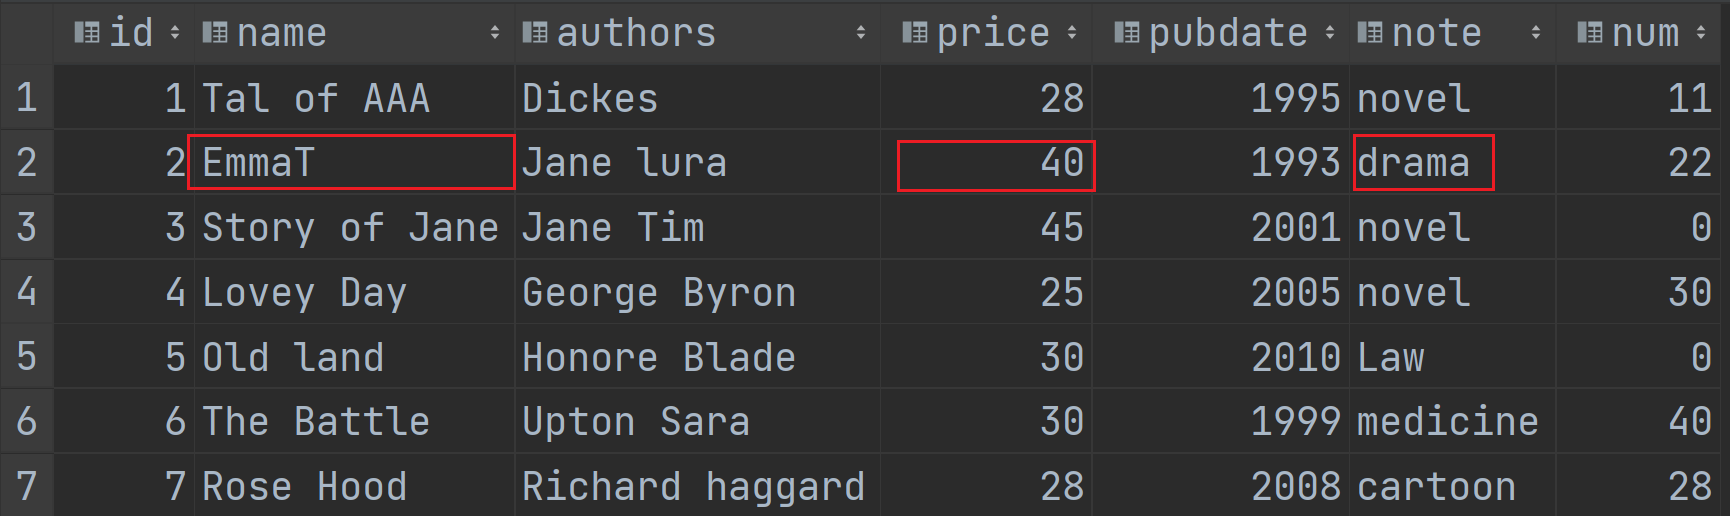 id name authors price pubdate note num
1 1 Tal of AAA Dickes 28 1995 novel 11
2 2 EmmaT Jane lura 40 1993 drama 22
3 3 Story of Jane Jane Tim 45 2001 novel 0
4 4 Lovey Day George Byron 25 2005 novel 30
5 5 Old land Honore Blade 30 2010 Law 0
6 6 The Battle Upton Sara 30 1999 medicine 40
7 7 Rose Hood Richard haggard 28 2008 cartoon 28